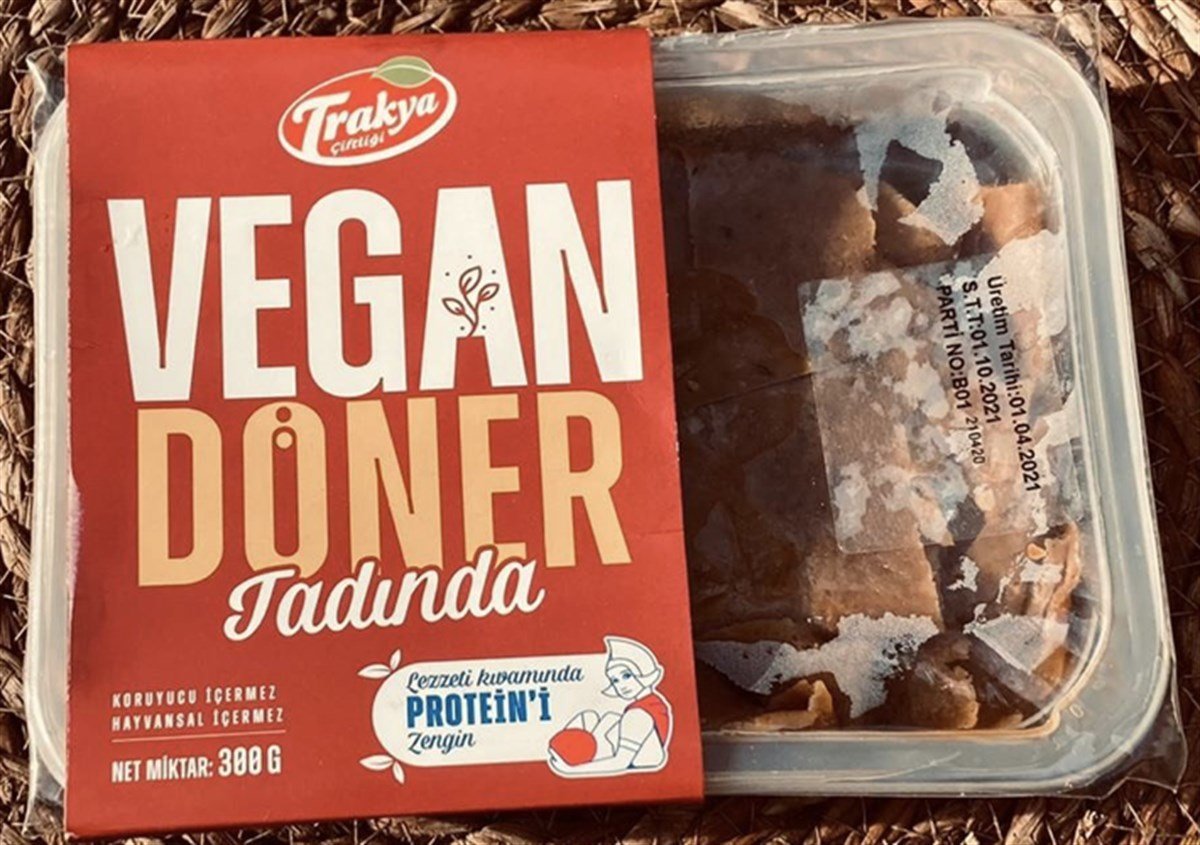 Trakya
Çiftliği
VEGAN
DÖNER
Tadında
KORUYUCU İÇERMEZ
HAYVANSAL İÇERMEZ
NET MİKTAR: 300 G
Lezzeti kıvamında
PROTEİN'İ
Zengin
Üretim Tarihi:01.04.2021
S.T.T:01.10.2021
PARTİ NO:B01 210420